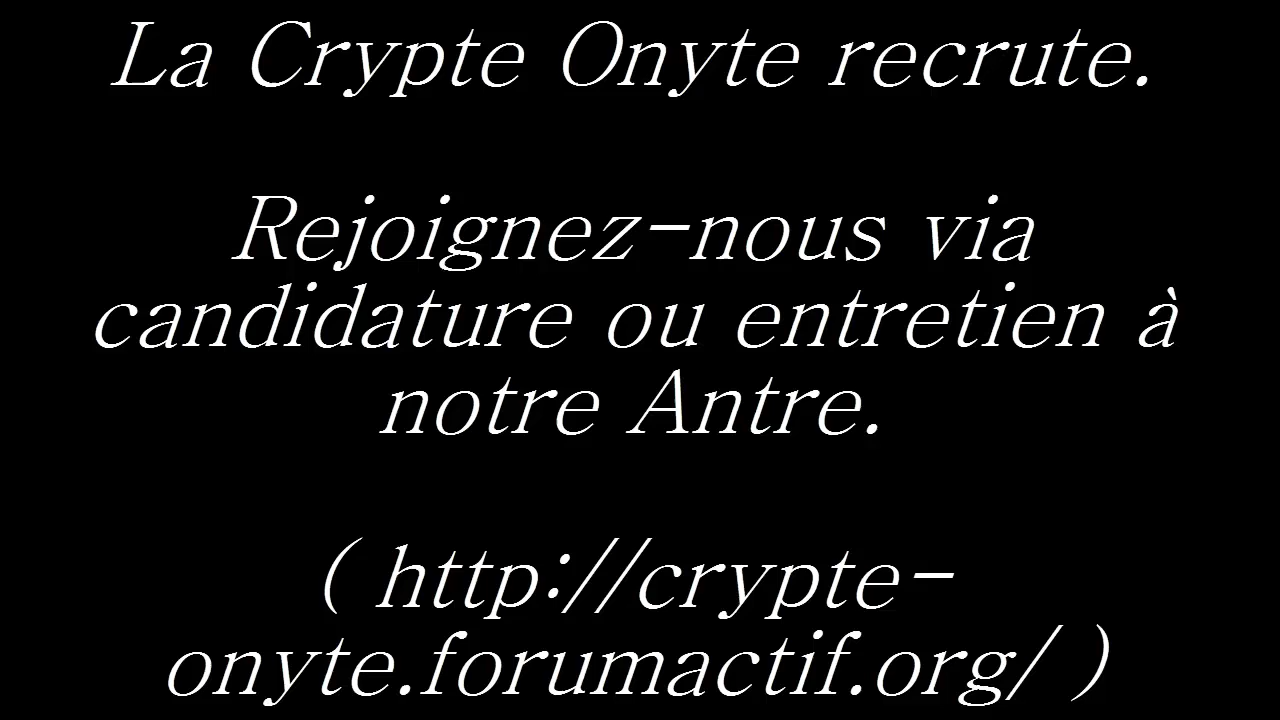 La Crypte Onyte recrute.
Rejoignez-nous via
candidature ou entretien à
notre Antre.
( http://crypte-
onyte.forumactif.org/ )